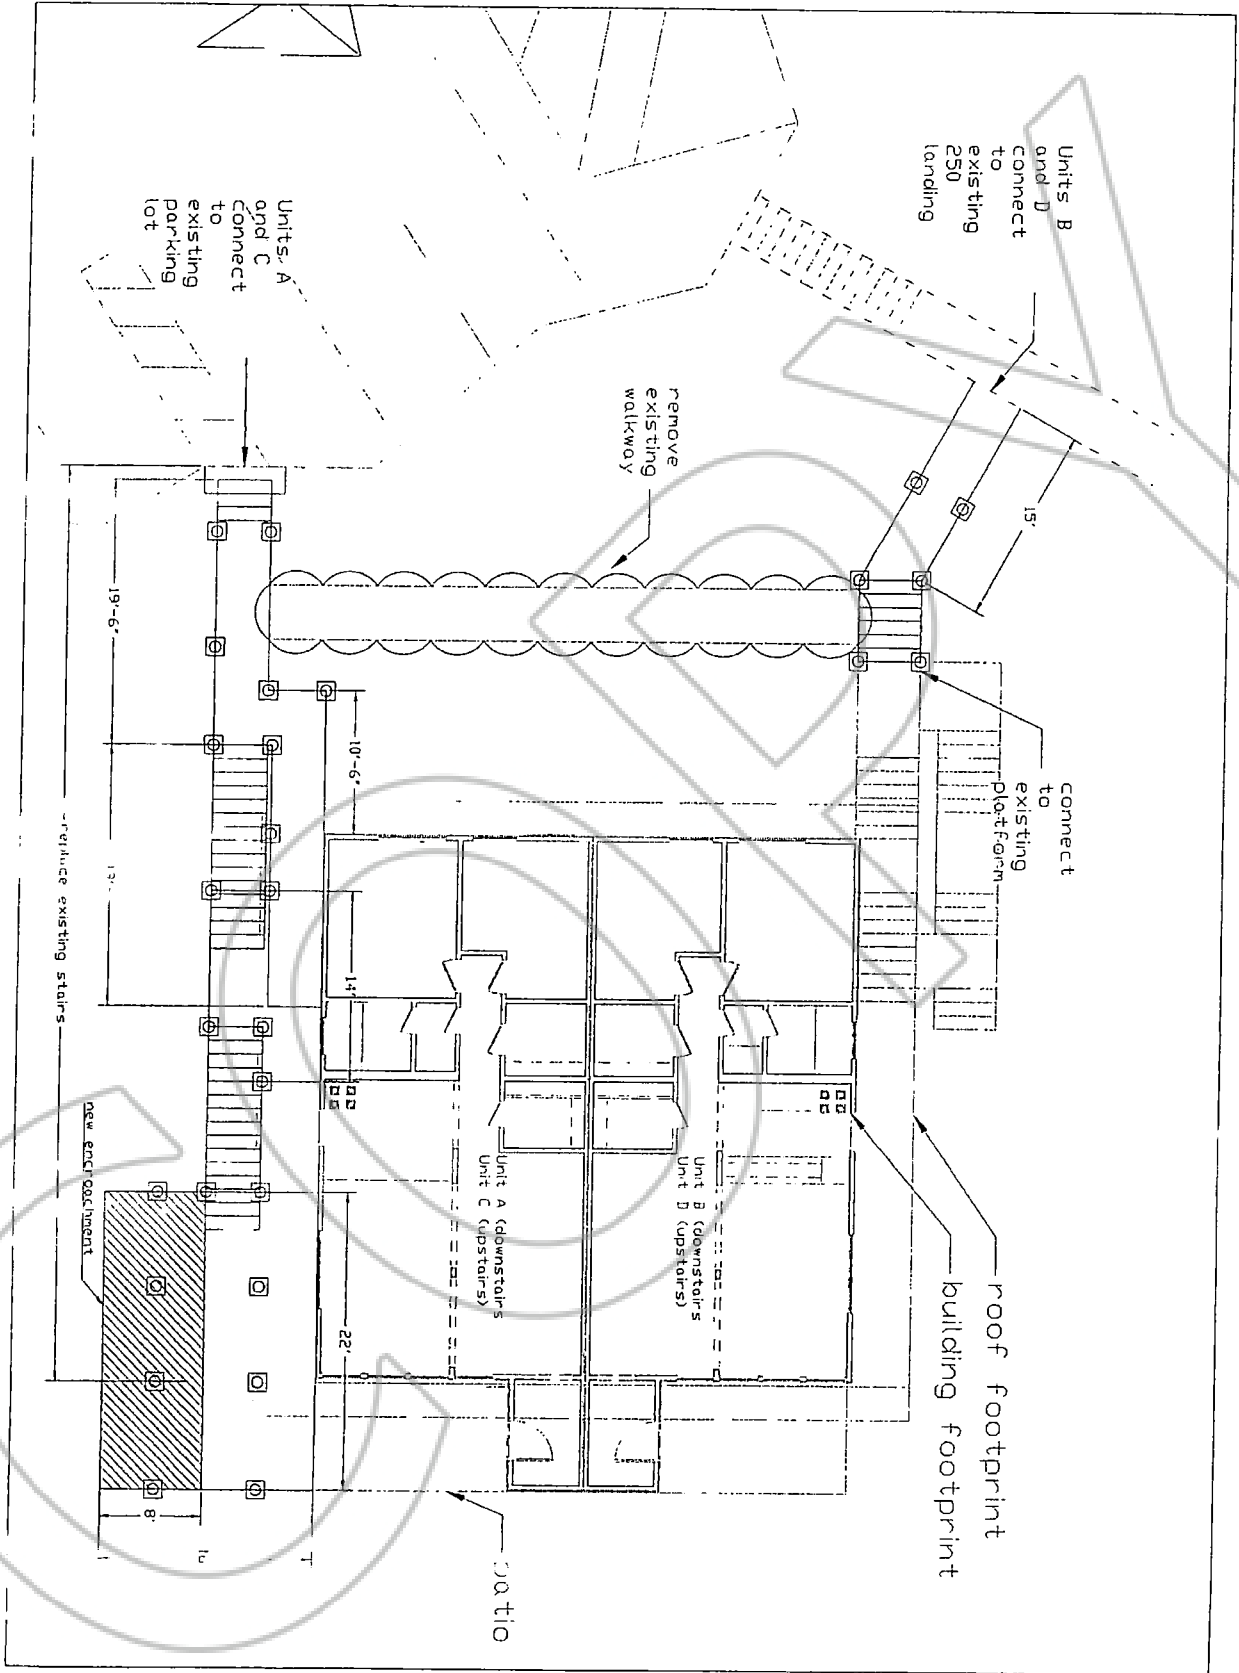 Units B
and D
connect
to
existing
250
landing
Units A
and C
connect
to
existing
parking
lot
remove
existing
walkway
15'
connect
to
existing
platform
19'-6"
10'-6"
14'
replace existing stairs
new encroachment
Unit A (downstairs
Unit C (upstairs)
Unit B (downstairs
Unit D (upstairs)
22'
8'
roof footprint
building footprint
patio
COPY